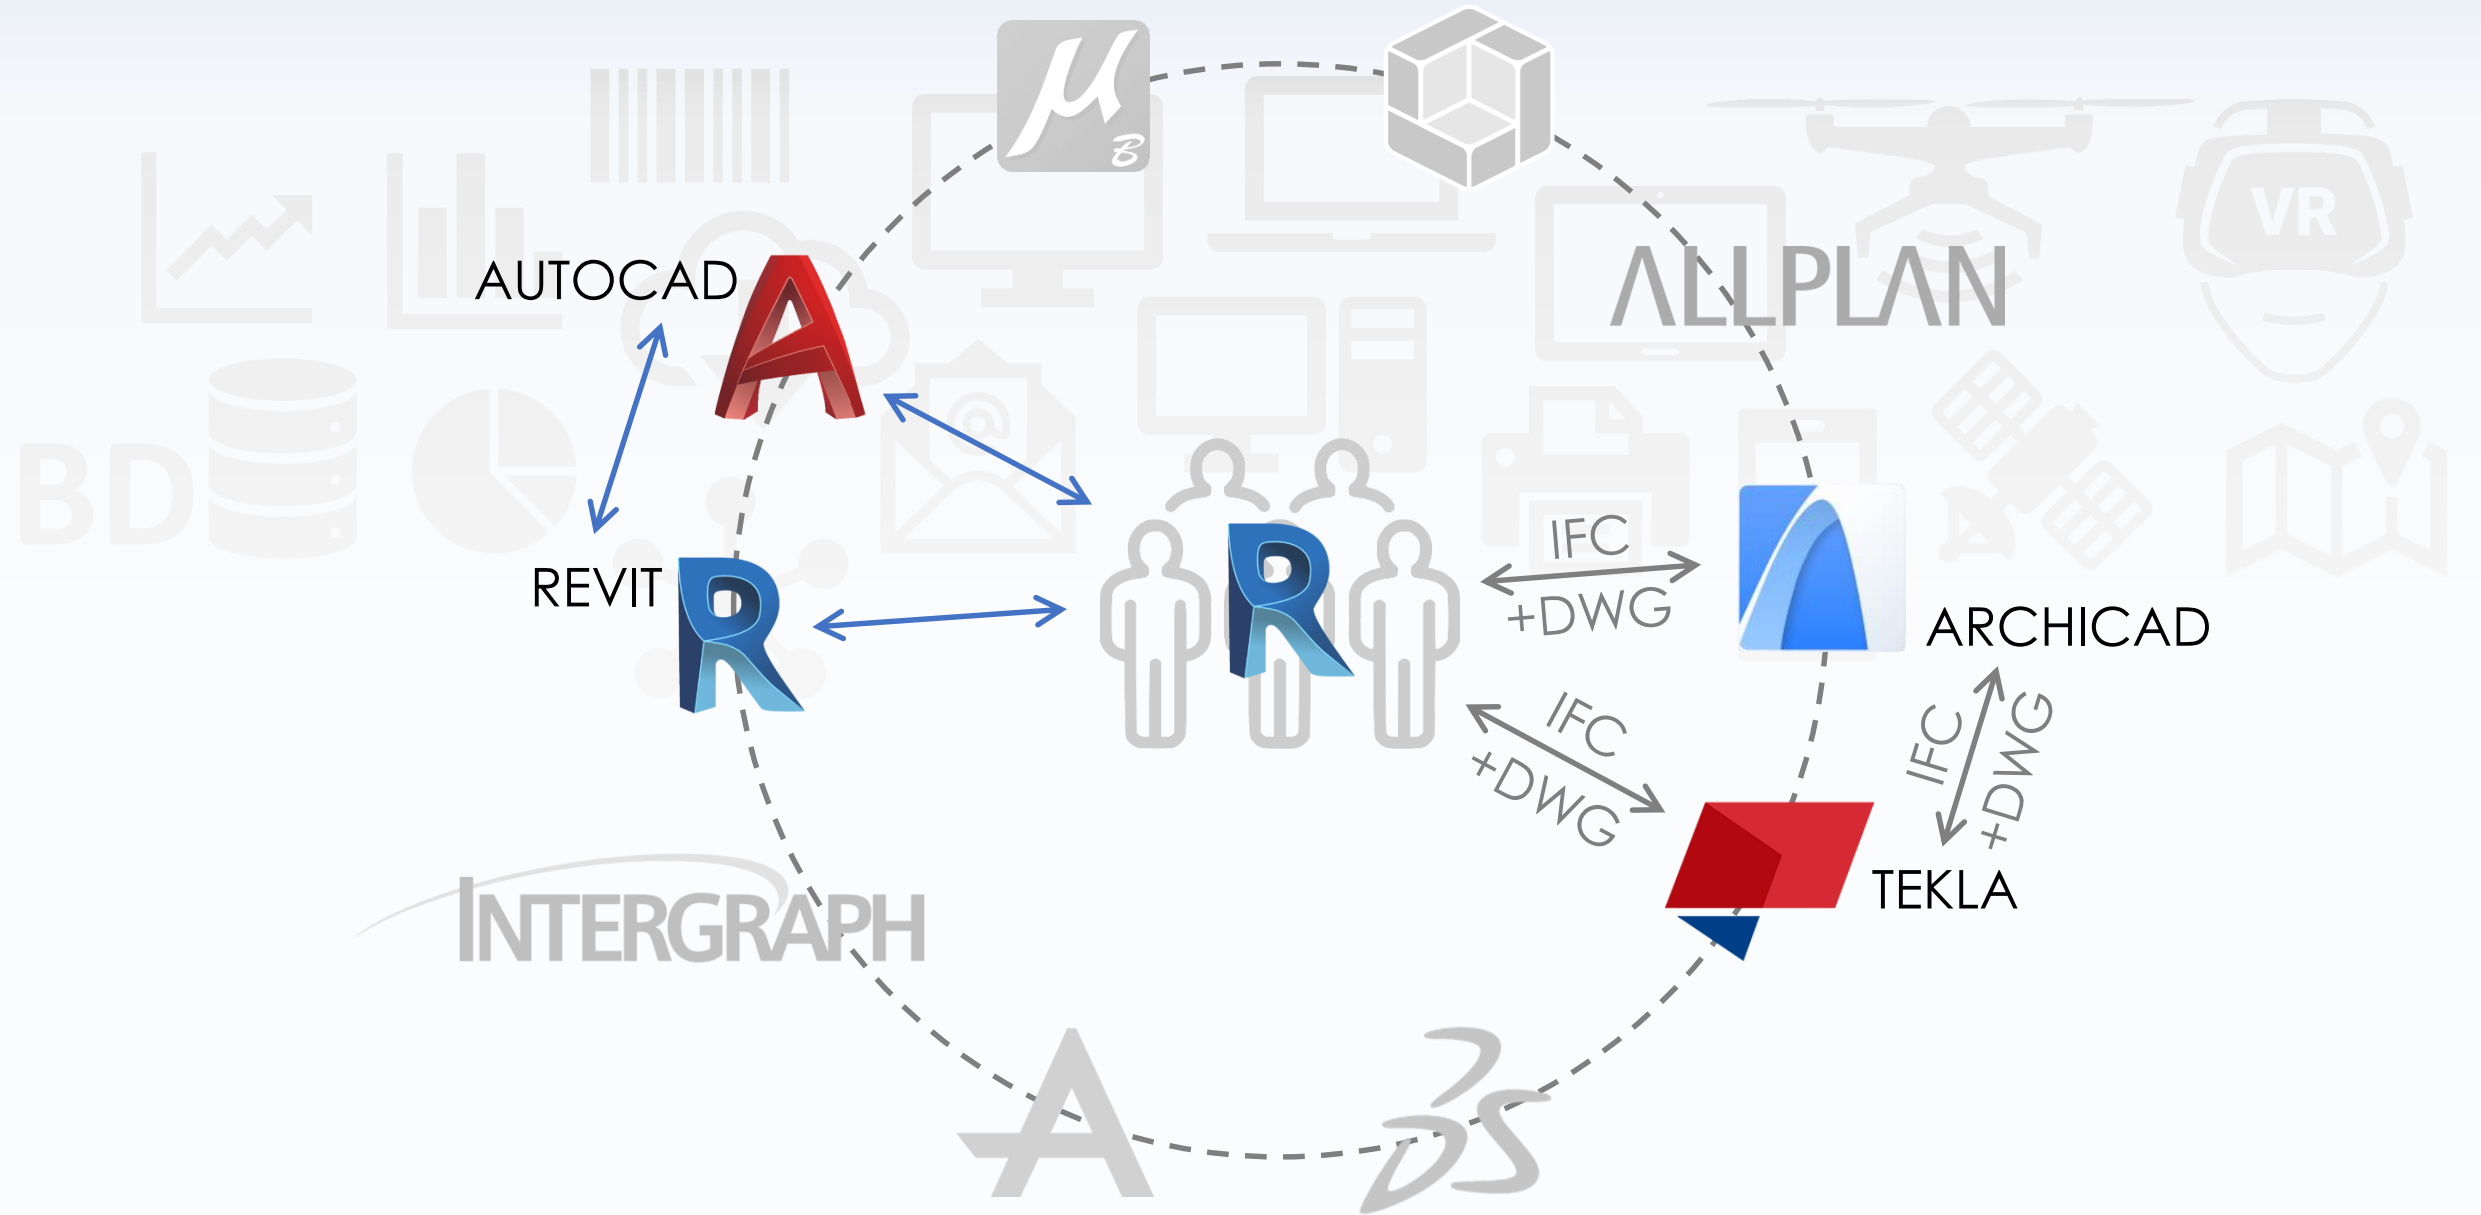 µ
B
VR
AUTOCAD
ALLPLAN
BD
@
REVIT
IFC
+DWG
ARCHICAD
IFC
+DWG
IFC
+DWG
TEKLA
INTERGRAPH